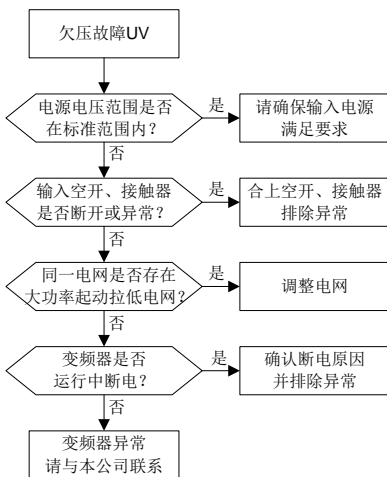 欠压故障UV
电源电压范围是否
在标准范围内？
是
请确保输入电源
满足要求
否
输入空开、接触器
是否断开或异常？
是
合上空开、接触器
排除异常
否
同一电网是否存在
大功率起动拉低电网？
是
调整电网
否
变频器是否
运行中断电？
是
确认断电原因
并排除异常
否
变频器异常
请与本公司联系